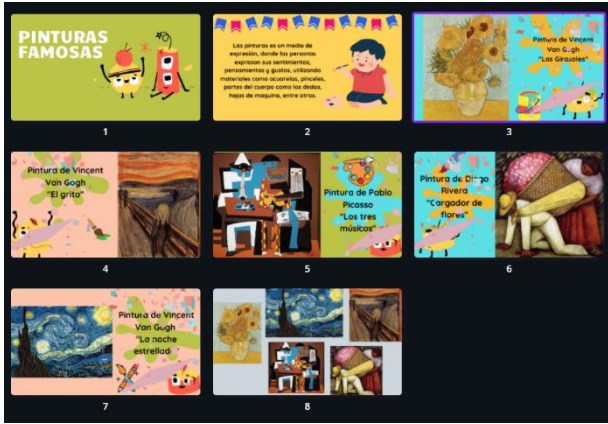 PINTURAS
FAMOSAS
1
Las pinturas es un medio de
expresión, donde las personas
expresan sus sentimientos,
pensamientos y gustos, utilizando
materiales como acuarelas, pinceles,
partes del cuerpo como los dedos,
hojas de maquina, entre otros.
2
Pintura de Vincent
Van Gogh
"Los Girasoles"
3
Pintura de Vincent
Van Gogh
"El grito"
4
Pintura de Pablo
Picasso
"Los tres
músicos"
5
Pintura de Diego
Rivera
"Cargador de
flores"
6
Pintura de Vincent
Van Gogh
"La noche
estrellada"
7
8